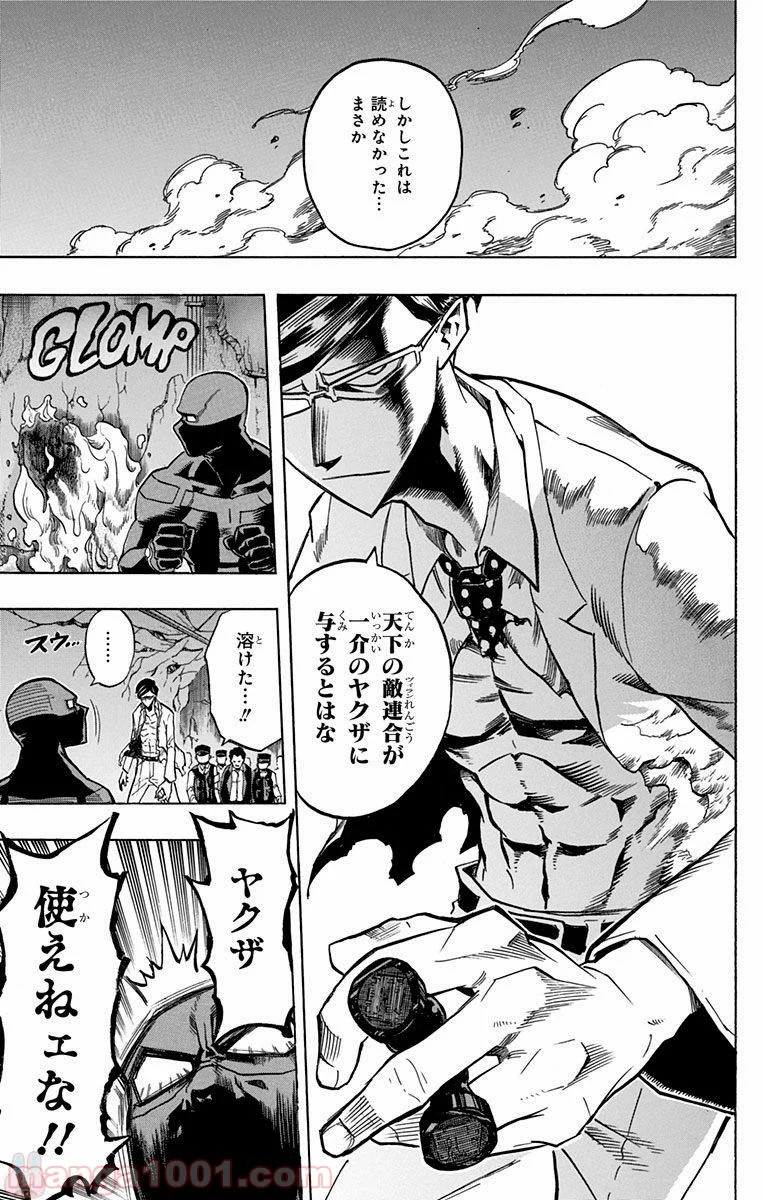 しかしこれは
読めなかった…
まさか
天下の敵連合が
一介のヤクザに
与するとはな
GLOMP
溶けた…!!
……
スウ…
ヤクザ
使えねェな!!
manga1001.com